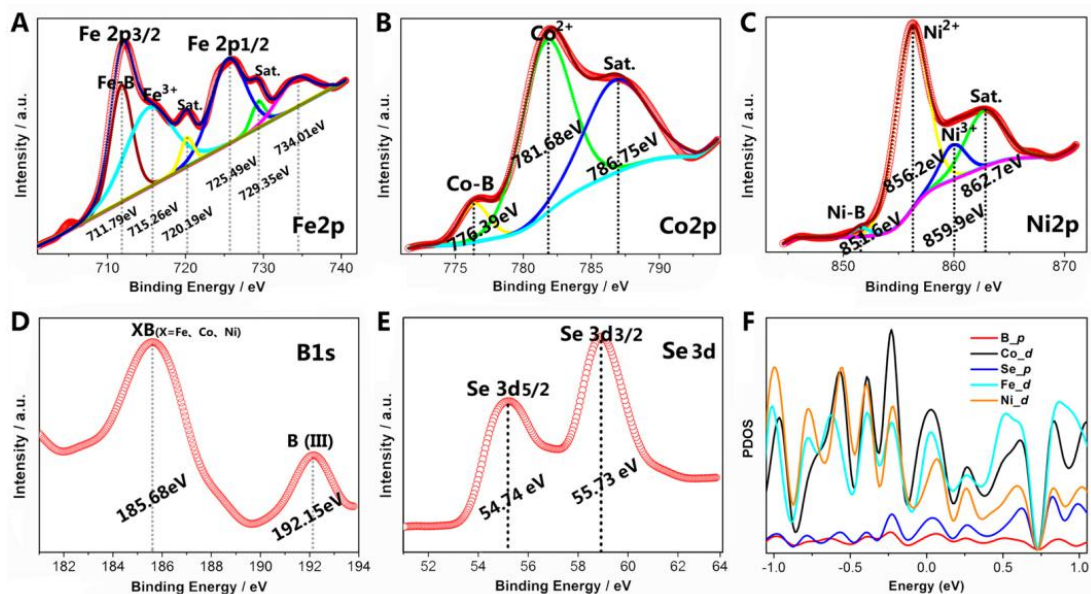 A
Fe 2p3/2
Fe 2p1/2
Fe-B
Fe3+
Sat.
Sat.
711.79eV
715.26eV
720.19eV
725.49eV
729.35eV
734.01eV
Fe2p
Intensity / a.u.
710 720 730 740
Binding Energy / eV
B
Co2+
Sat.
Co-B
776.39eV
781.68eV
786.75eV
Co2p
Intensity / a.u.
775 780 785 790
Binding Energy / eV
C
Ni2+
Sat.
Ni3+
Ni-B
851.6eV
856.2eV
859.9eV
862.7eV
Ni2p
Intensity / a.u.
850 860 870
Binding Energy / eV
D
XB(X=Fe、Co、Ni)
B1s
B (III)
185.68eV
192.15eV
Intensity / a.u.
182 184 186 188 190 192 194
Binding Energy / eV
E
Se 3d3/2
Se 3d
Se 3d5/2
54.74 eV
55.73 eV
Intensity / a.u.
52 54 56 58 60 62 64
Binding Energy / eV
F
B_p
Co_d
Se_p
Fe_d
Ni_d
PDOS
-1.0 -0.5 0.0 0.5 1.0
Energy (eV)